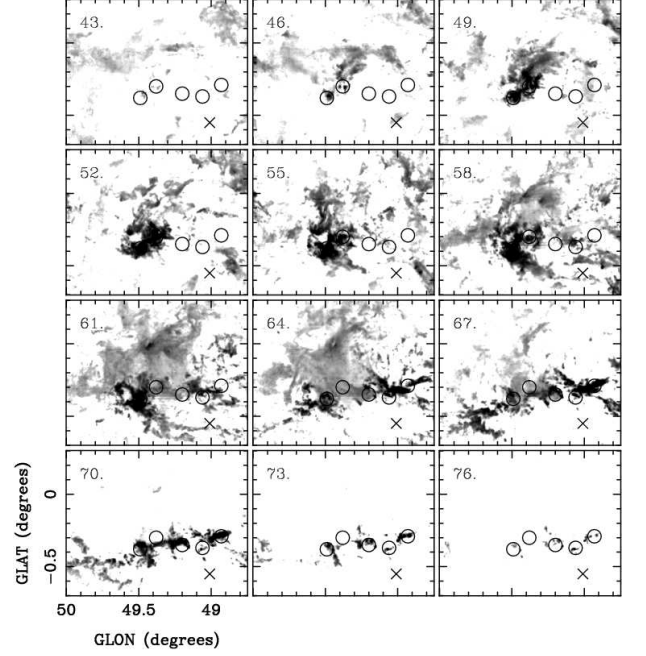 43. 46. 49.
52. 55. 58.
61. 64. 67.
70. 73. 76.
0
−0.5
GLAT (degrees)
50 49.5 49
GLON (degrees)